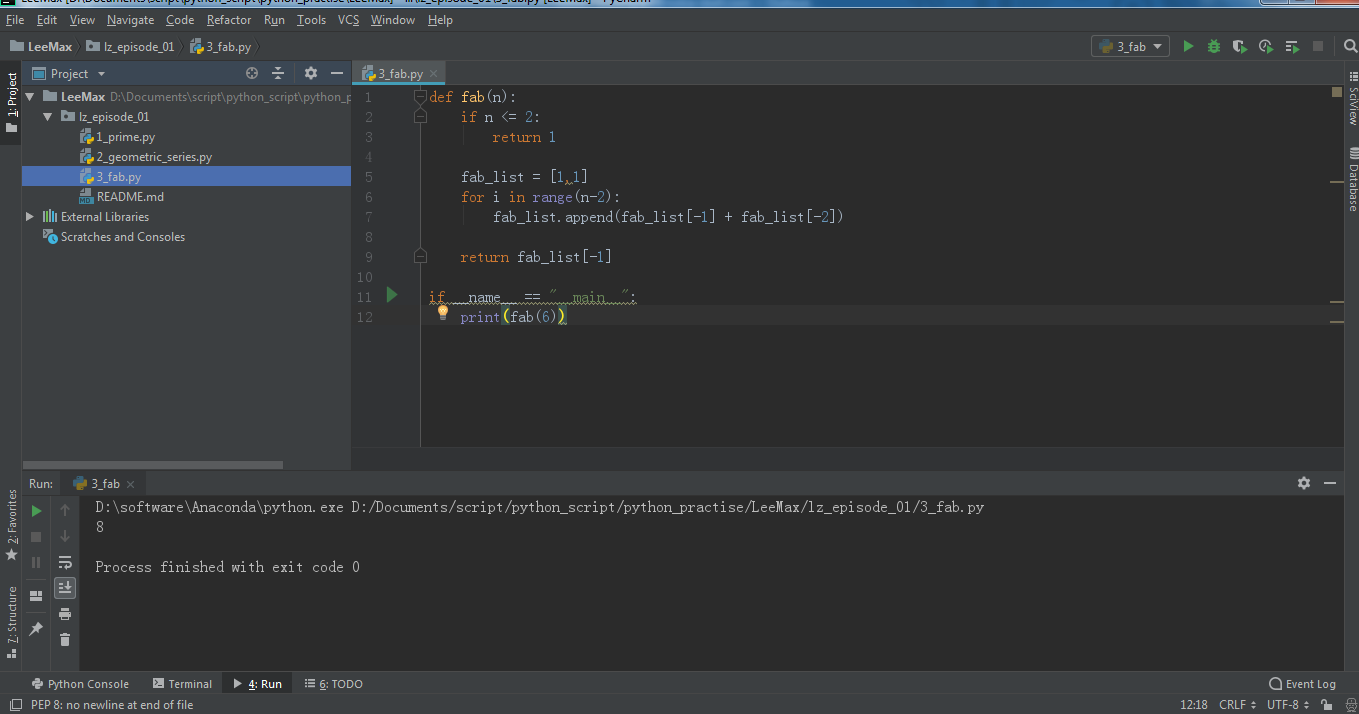 File Edit View Navigate Code Refactor Run Tools VCS Window Help
LeeMax lz_episode_01 3_fab.py 3_fab
1: Project
Project
LeeMax D:\Documents\script\python_script\python_p
lz_episode_01
1_prime.py
2_geometric_series.py
3_fab.py
README.md
External Libraries
Scratches and Consoles
3_fab.py
1 def fab(n):
2 if n <= 2:
3 return 1
4
5 fab_list = [1,1]
6 for i in range(n-2):
7 fab_list.append(fab_list[-1] + fab_list[-2])
8
9 return fab_list[-1]
10
11 if __name__ == "__main__":
12 print(fab(6))
SciView
Database
Run: 3_fab
D:\software\Anaconda\python.exe D:/Documents/script/python_script/python_practise/LeeMax/lz_episode_01/3_fab.py
8
Process finished with exit code 0
2: Favorites
7: Structure
Python Console Terminal 4: Run 6: TODO Event Log
PEP 8: no newline at end of file 12:18 CRLF UTF-8